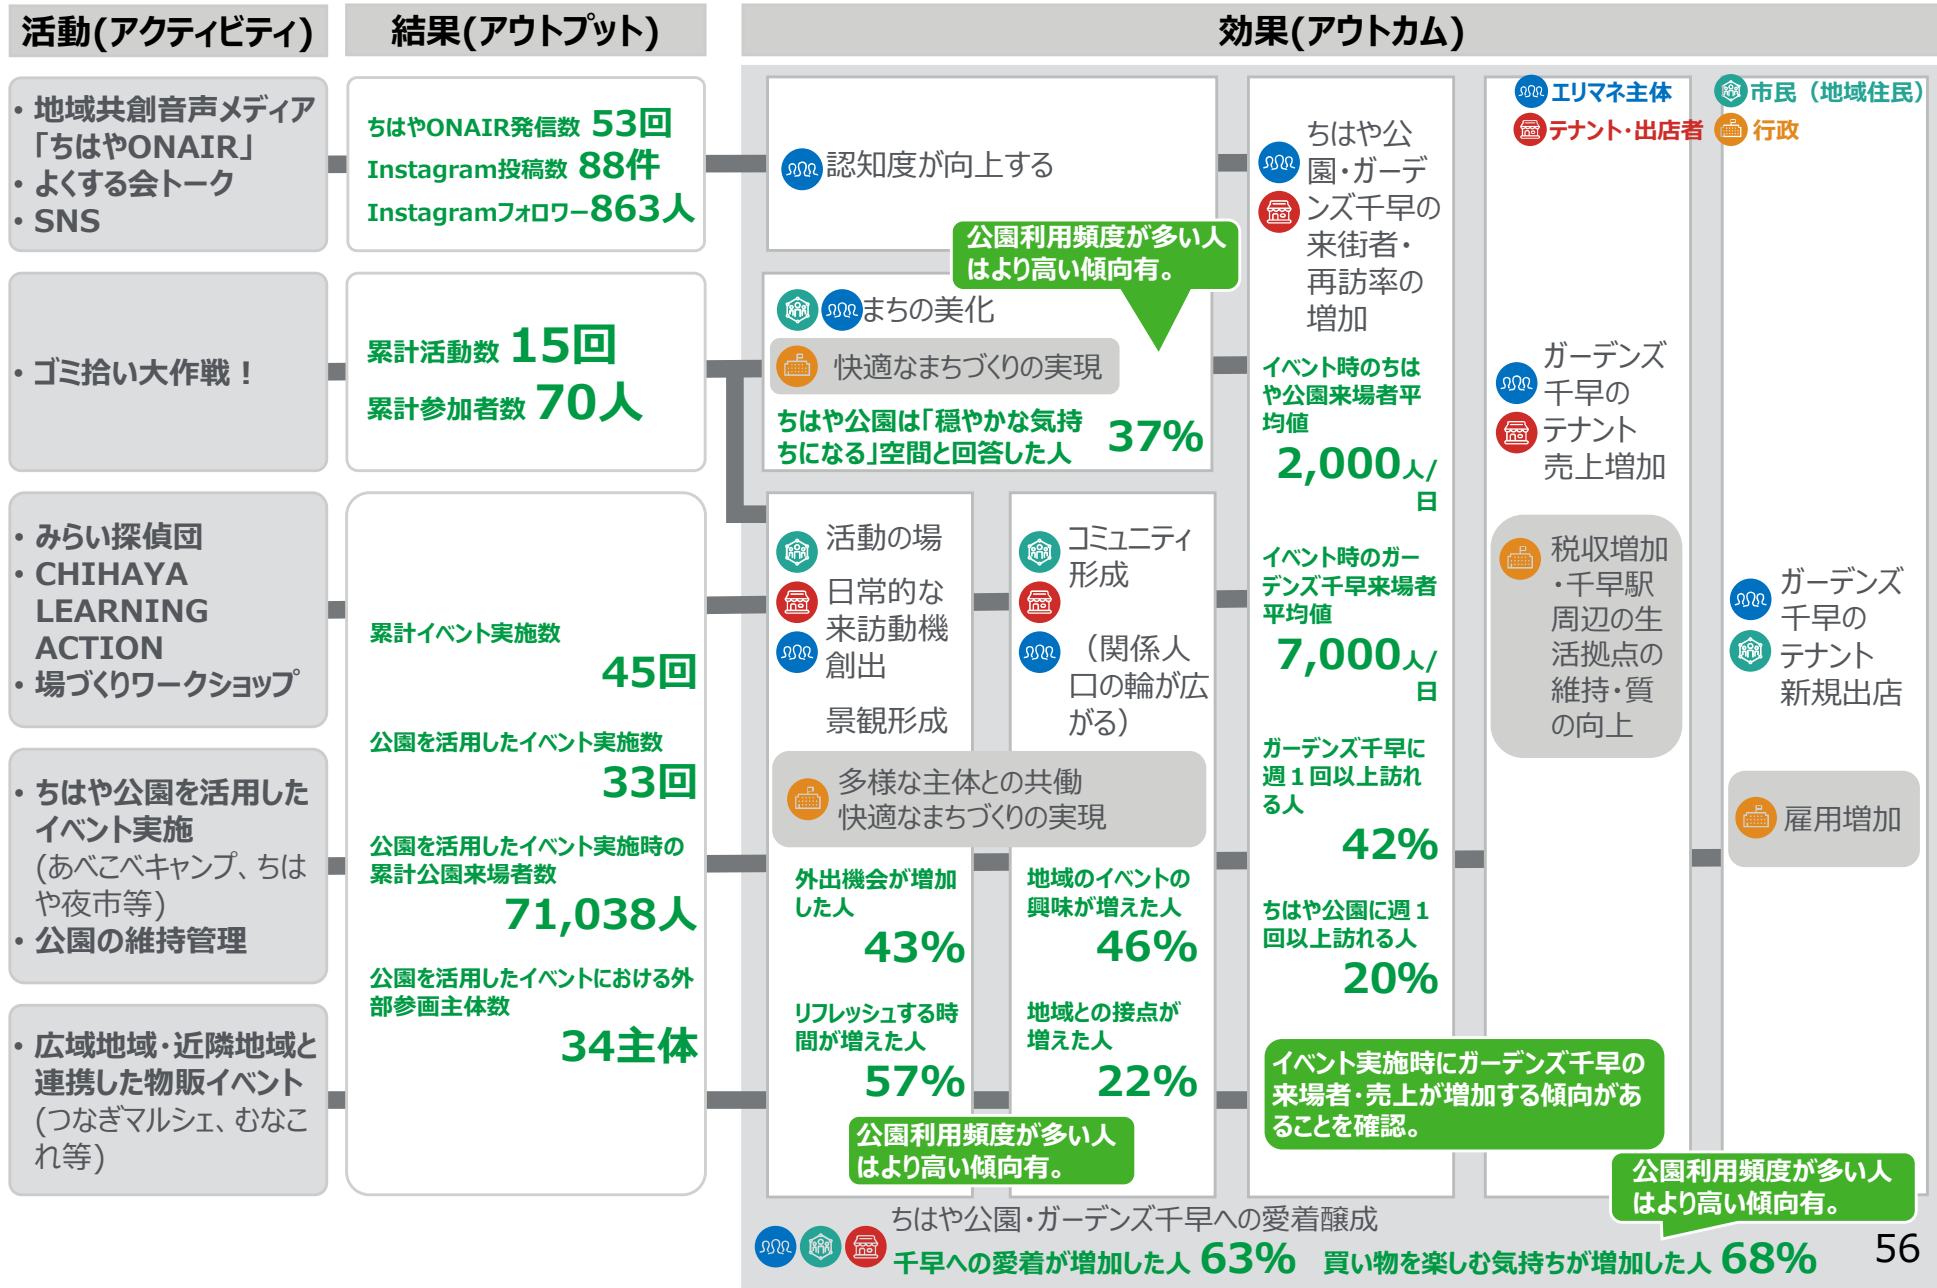 活動(アクティビティ)
結果(アウトプット)
効果(アウトカム)
・地域共創音声メディア
「ちはやONAIR」
・よくする会トーク
・SNS
ちはやONAIR発信数 53回
Instagram投稿数 88件
Instagramフォロワー863人
認知度が向上する
公園利用頻度が多い人
はより高い傾向有。
・ゴミ拾い大作戦！
累計活動数 15回
累計参加者数 70人
まちの美化
快適なまちづくりの実現
ちはや公園は「穏やかな気持
ちになる」空間と回答した人
37%
・みらい探偵団
・CHIHAYA
LEARNING
ACTION
・場づくりワークショップ
・ちはや公園を活用した
イベント実施
(あべこべキャンプ、ちは
や夜市等)
・公園の維持管理
・広域地域・近隣地域と
連携した物販イベント
(つなぎマルシェ、むなこ
れ等)
累計イベント実施数
45回
公園を活用したイベント実施数
33回
公園を活用したイベント実施時の
累計公園来場者数
71,038人
公園を活用したイベントにおける外
部参画主体数
34主体
活動の場
日常的な
来訪動機
創出
景観形成
コミュニティ
形成
（関係人
口の輪が広
がる）
多様な主体との共働
快適なまちづくりの実現
外出機会が増加
した人
43%
リフレッシュする時
間が増えた人
57%
地域のイベントの
興味が増えた人
46%
地域との接点が
増えた人
22%
公園利用頻度が多い人
はより高い傾向有。
ちはや公
園・ガーデ
ンズ千早の
来街者・
再訪率の
増加
イベント時のちは
や公園来場者平
均値
2,000人/
日
イベント時のガー
デンズ千早来場者
平均値
7,000人/
日
ガーデンズ千早に
週１回以上訪れ
る人
42%
ちはや公園に週１
回以上訪れる人
20%
イベント実施時にガーデンズ千早の
来場者・売上が増加する傾向があ
ることを確認。
エリマネ主体
市民（地域住民）
テナント・出店者
行政
ガーデンズ
千早の
テナント
売上増加
税収増加
・千早駅
周辺の生
活拠点の
維持・質
の向上
ガーデンズ
千早の
テナント
新規出店
雇用増加
公園利用頻度が多い人
はより高い傾向有。
ちはや公園・ガーデンズ千早への愛着醸成
千早への愛着が増加した人 63% 買い物を楽しむ気持ちが増加した人 68%
56